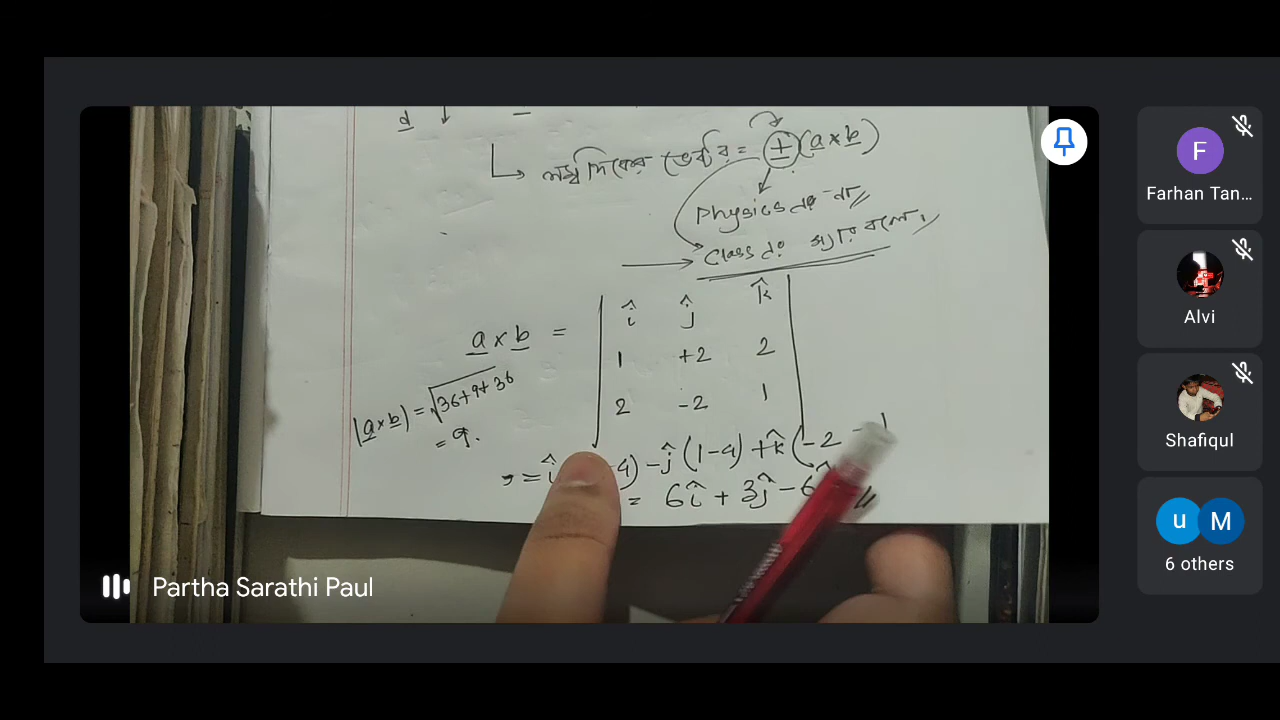 a ↓
লম্ব দিকের ভেক্টর = ± (a × b)
Physics এ না
Class এ স্যার বলে।
a × b = | î ĵ k̂ |
1 +2 2
2 -2 1
|a × b| = √36+9+36
= 9.
= î 4) - ĵ (1-4) + k̂ (-2 -
= 6î + 3ĵ - 6
Partha Sarathi Paul
F
Farhan Tan...
Alvi
Shafiqul
u M
6 others